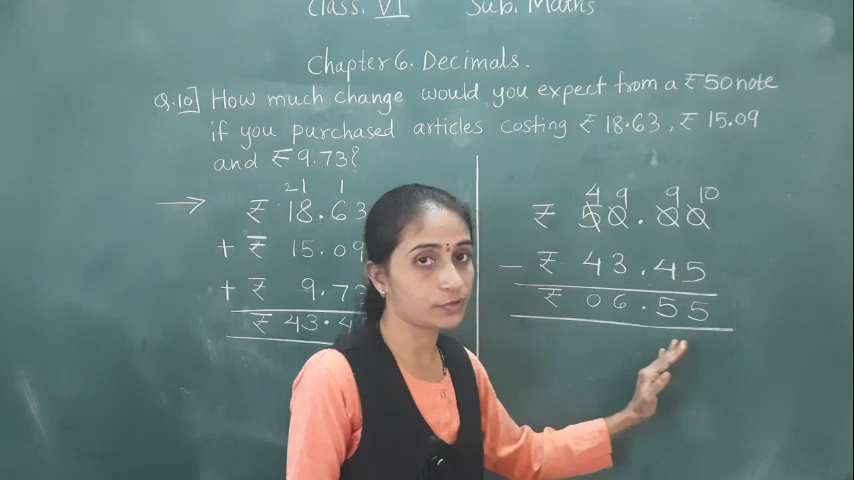 Class. VI Sub. Maths
Chapter 6. Decimals.
Q.10] How much change would you expect from a ₹50 note
if you purchased articles costing ₹ 18.63, ₹ 15.09
and ₹ 9.73?
2 1 1
→ ₹ 18.63
+ ₹ 15.09
+ ₹ 9.73
₹ 43.4
4 9 9 10
₹ 50.00
- ₹ 43.45
₹ 06.55